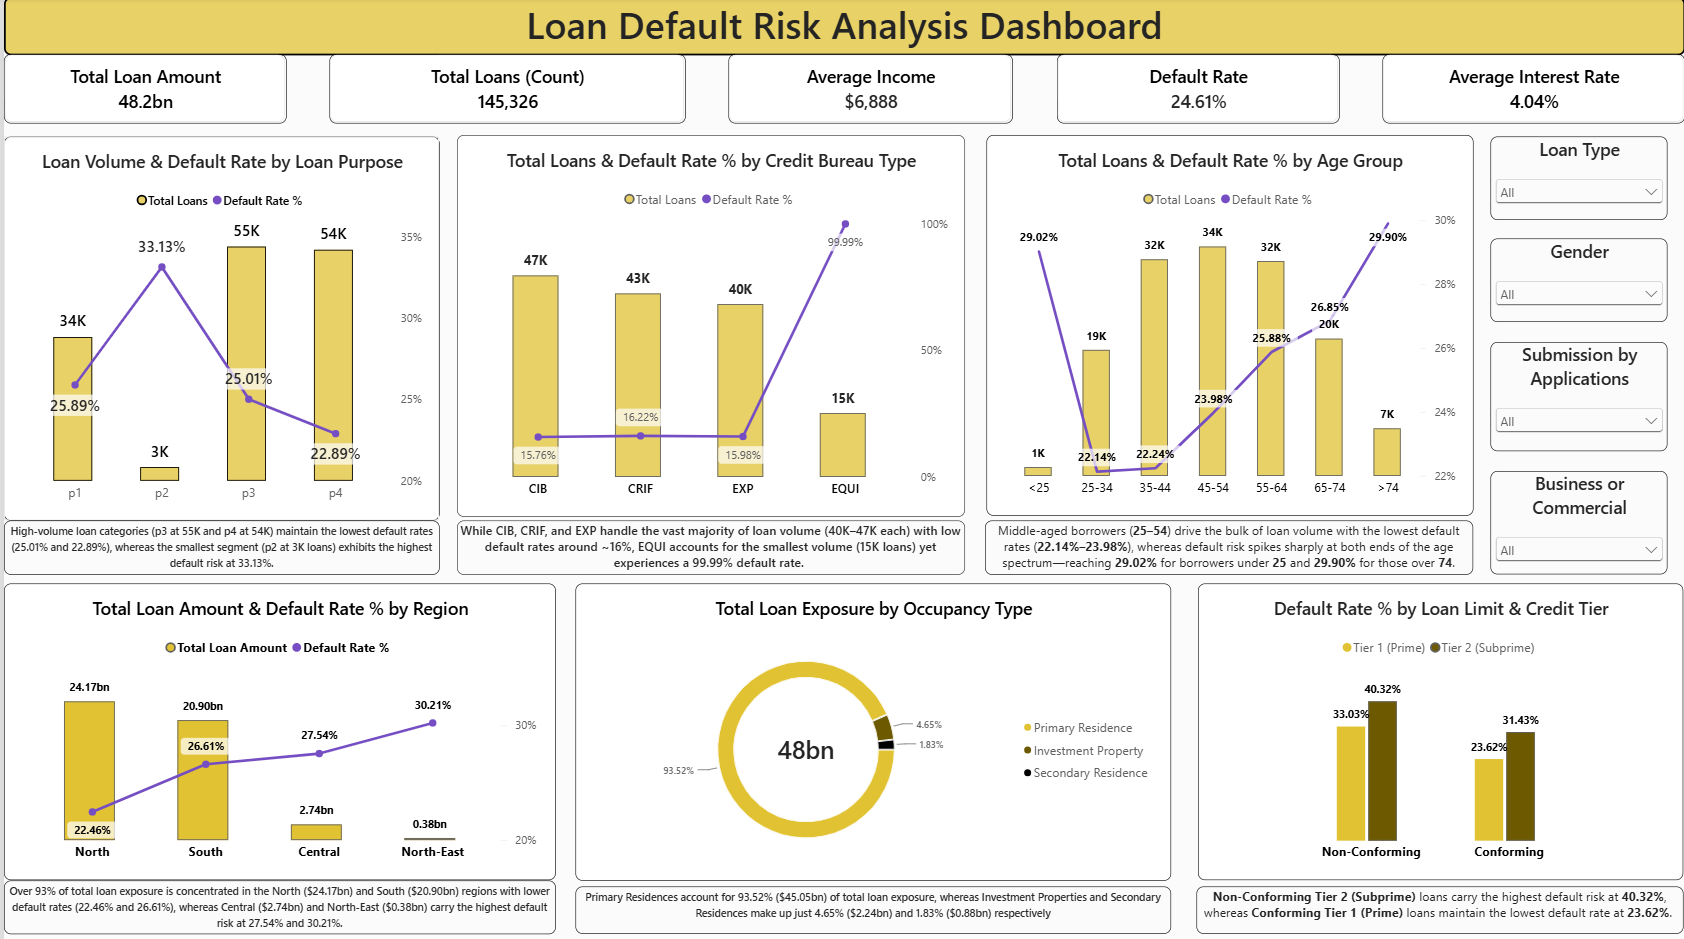 Loan Default Risk Analysis Dashboard
Total Loan Amount
48.2bn
Total Loans (Count)
145,326
Average Income
$6,888
Default Rate
24.61%
Average Interest Rate
4.04%
Loan Volume & Default Rate by Loan Purpose
Total Loans Default Rate %
34K
33.13%
55K
54K
3K
25.89%
25.01%
22.89%
35%
30%
25%
20%
p1 p2 p3 p4
High-volume loan categories (p3 at 55K and p4 at 54K) maintain the lowest default rates
(25.01% and 22.89%), whereas the smallest segment (p2 at 3K loans) exhibits the highest
default risk at 33.13%.
Total Loans & Default Rate % by Credit Bureau Type
Total Loans Default Rate %
47K
43K
40K
15K
15.76%
16.22%
15.98%
99.99%
100%
50%
0%
CIB CRIF EXP EQUI
While CIB, CRIF, and EXP handle the vast majority of loan volume (40K–47K each) with low
default rates around ~16%, EQUI accounts for the smallest volume (15K loans) yet
experiences a 99.99% default rate.
Total Loans & Default Rate % by Age Group
Total Loans Default Rate %
29.02%
1K
19K
22.14%
32K
22.24%
34K
23.98%
32K
25.88%
26.85%
20K
29.90%
7K
30%
28%
26%
24%
22%
<25 25-34 35-44 45-54 55-64 65-74 >74
Middle-aged borrowers (25–54) drive the bulk of loan volume with the lowest default
rates (22.14%–23.98%), whereas default risk spikes sharply at both ends of the age
spectrum—reaching 29.02% for borrowers under 25 and 29.90% for those over 74.
Loan Type
All
Gender
All
Submission by
Applications
All
Business or
Commercial
All
Total Loan Amount & Default Rate % by Region
Total Loan Amount Default Rate %
24.17bn
20.90bn
2.74bn
0.38bn
22.46%
26.61%
27.54%
30.21%
30%
20%
North South Central North-East
Over 93% of total loan exposure is concentrated in the North ($24.17bn) and South ($20.90bn) regions with lower
default rates (22.46% and 26.61%), whereas Central ($2.74bn) and North-East ($0.38bn) carry the highest default
risk at 27.54% and 30.21%.
Total Loan Exposure by Occupancy Type
48bn
93.52%
4.65%
1.83%
Primary Residence
Investment Property
Secondary Residence
Primary Residences account for 93.52% ($45.05bn) of total loan exposure, whereas Investment Properties and Secondary
Residences make up just 4.65% ($2.24bn) and 1.83% ($0.88bn) respectively
Default Rate % by Loan Limit & Credit Tier
Tier 1 (Prime) Tier 2 (Subprime)
33.03%
40.32%
23.62%
31.43%
Non-Conforming Conforming
Non-Conforming Tier 2 (Subprime) loans carry the highest default risk at 40.32%,
whereas Conforming Tier 1 (Prime) loans maintain the lowest default rate at 23.62%.